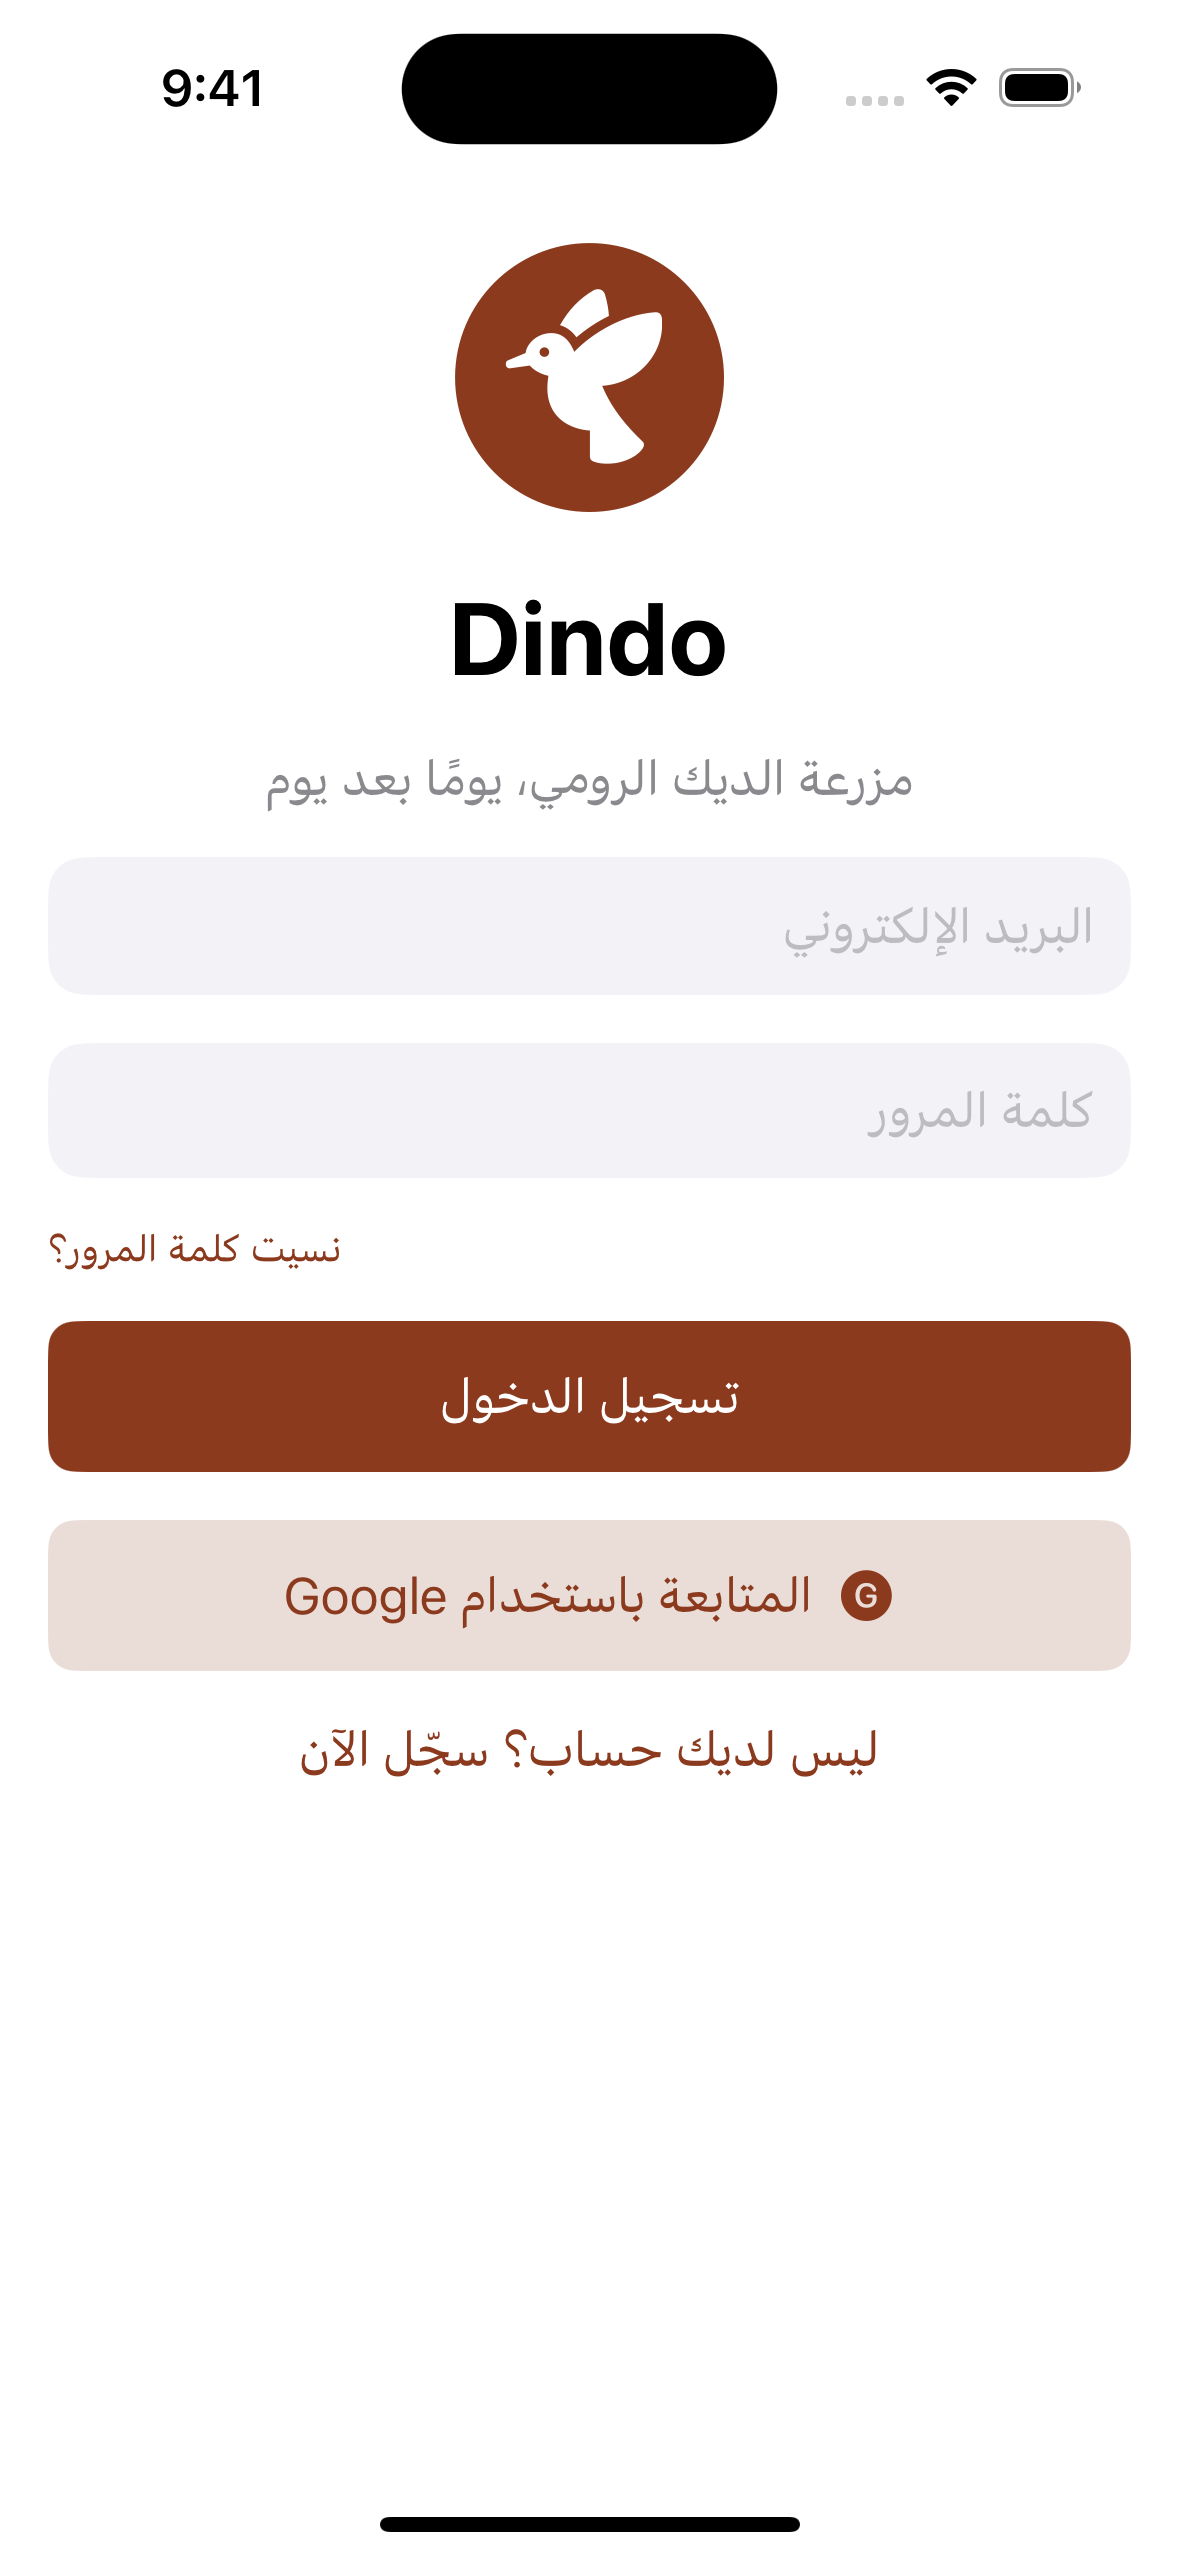 9:41
Dindo
مزرعة الديك الرومي، يومًا بعد يوم
البريد الإلكتروني
كلمة المرور
نسيت كلمة المرور؟
تسجيل الدخول
G المتابعة باستخدام Google
ليس لديك حساب؟ سجّل الآن